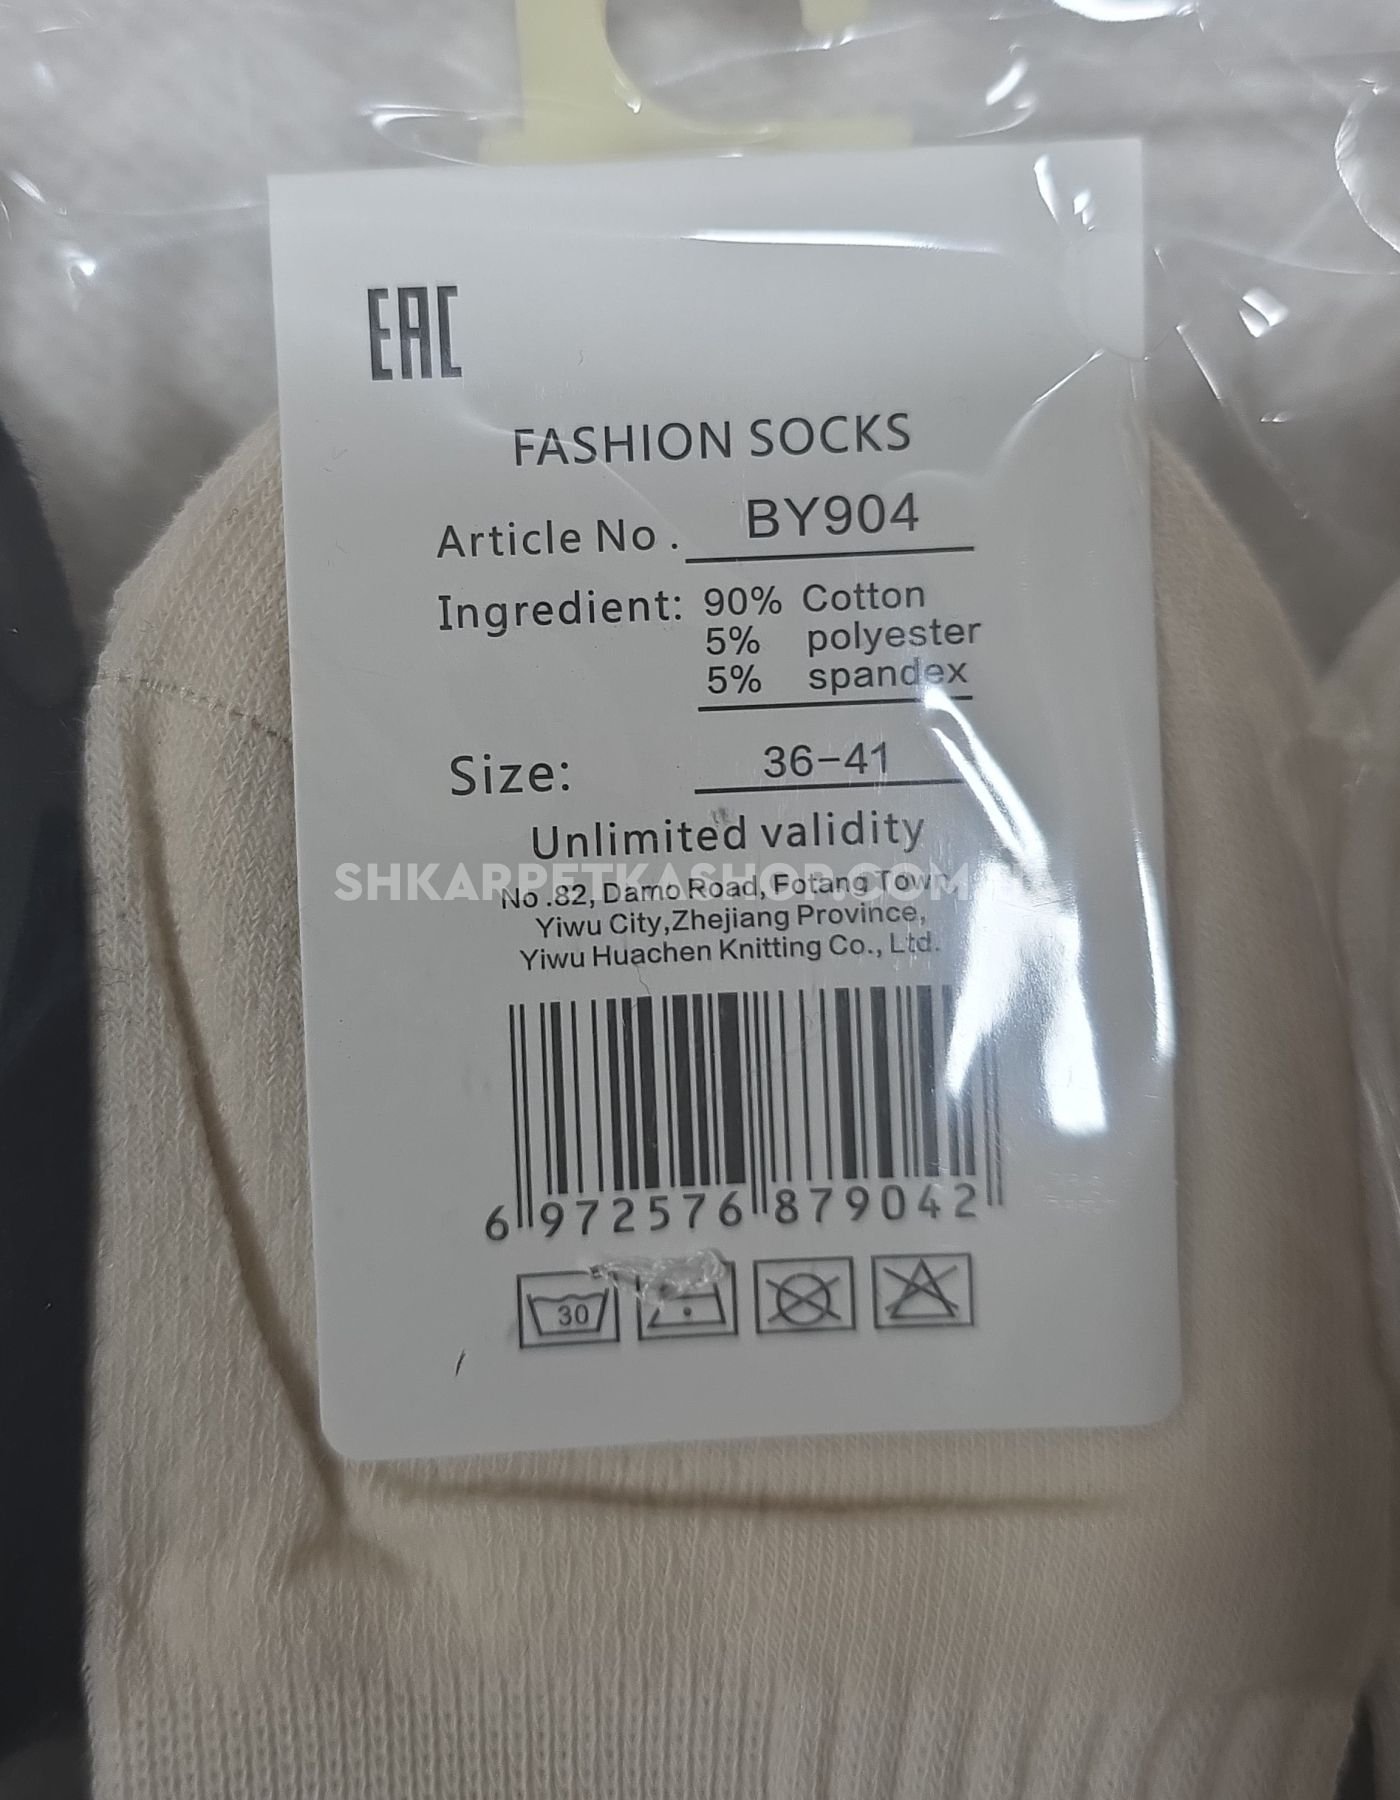 EAC
FASHION SOCKS
Article No. BY904
Ingredient: 90% Cotton
5% polyester
5% spandex
Size: 36-41
Unlimited validity
SHKARPETKASHOP.COM
No.82, Damo Road, Fotang Town,
Yiwu City,Zhejiang Province,
Yiwu Huachen Knitting Co., Ltd.
6 972576 879042
30